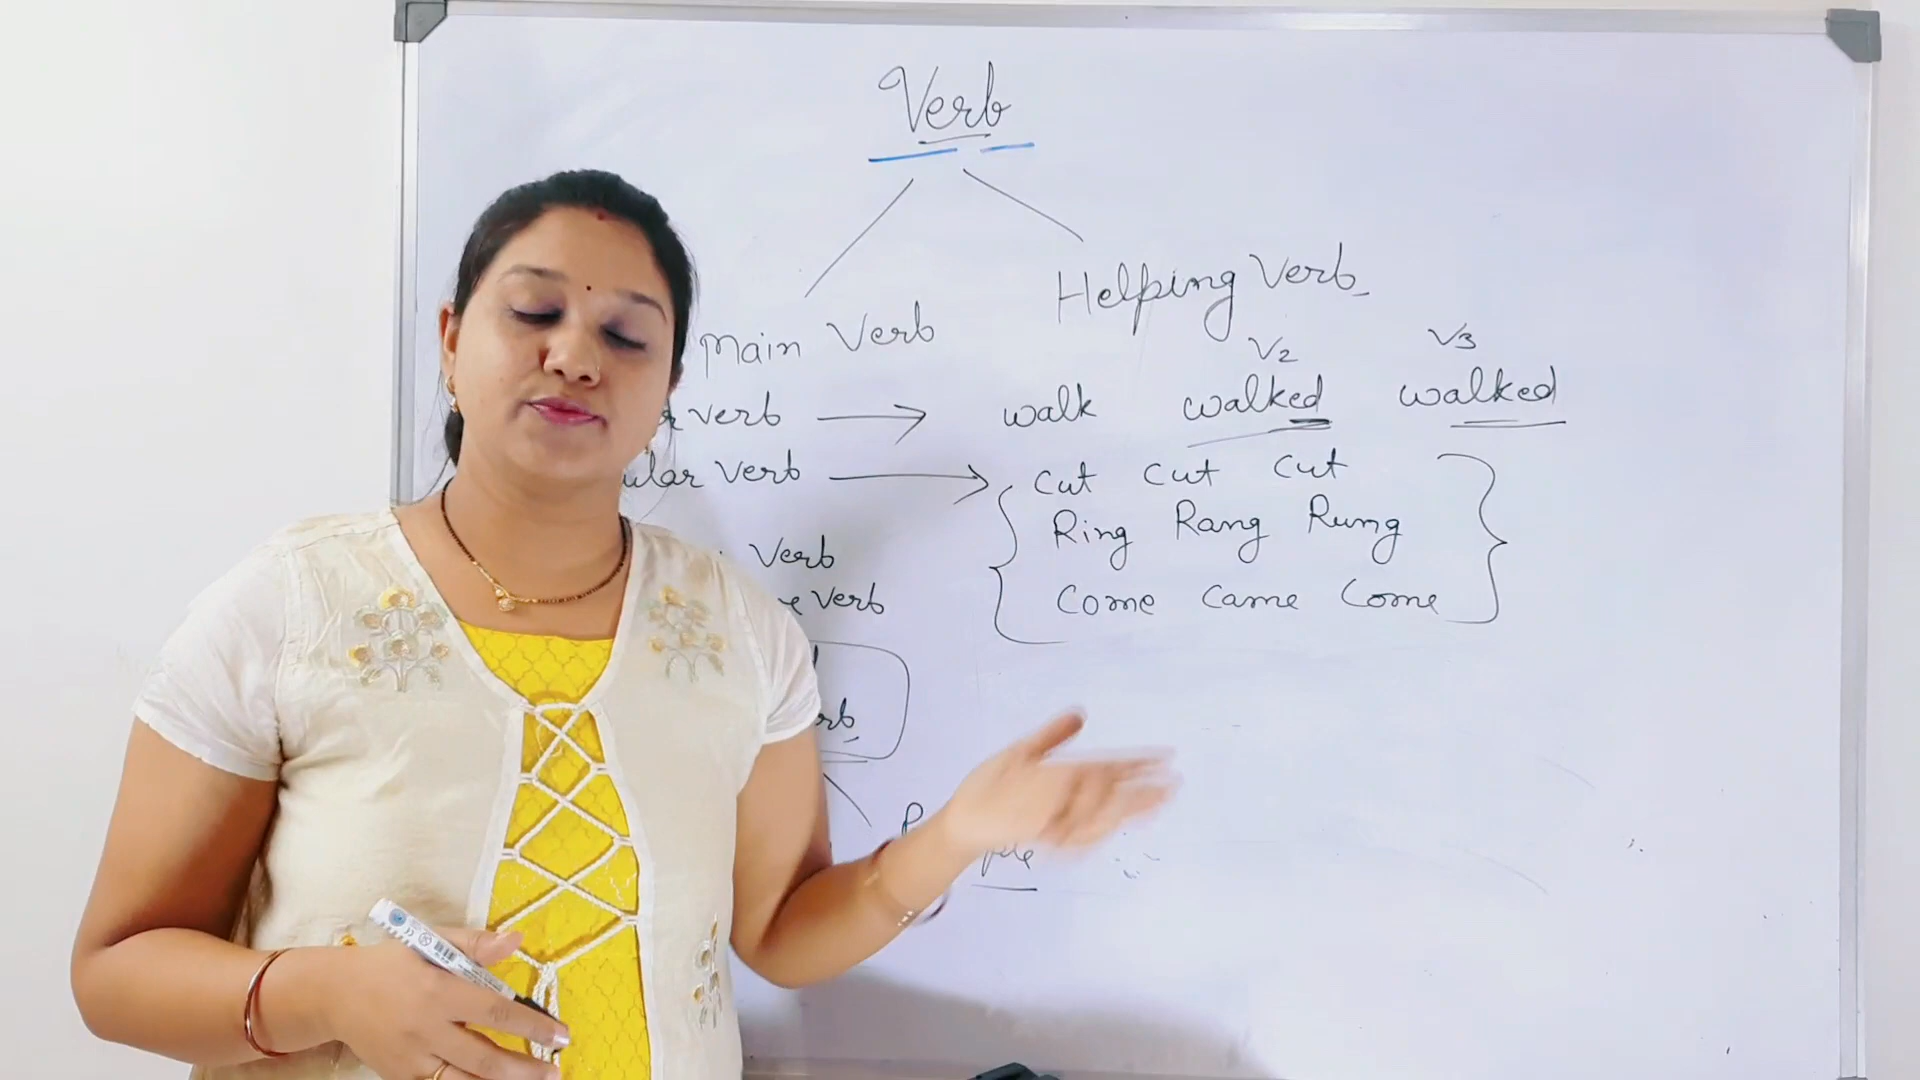 Verb
Helping Verb
Main Verb
V2 V3
verb → walk walked walked
Verb → cut cut cut
Ring Rang Rung
Verb
Come Came Come
Verb